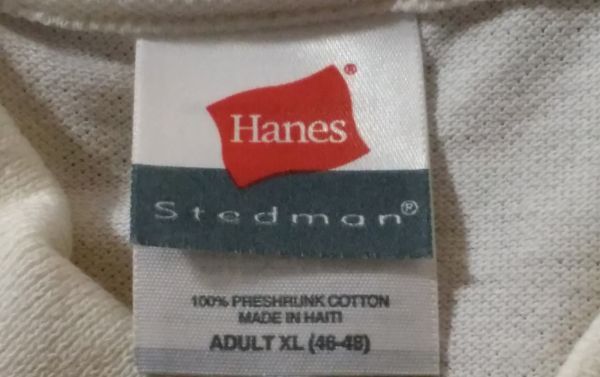 Hanes®
Stedman®
100% PRESHRUNK COTTON
MADE IN HAITI
ADULT XL (46-48)